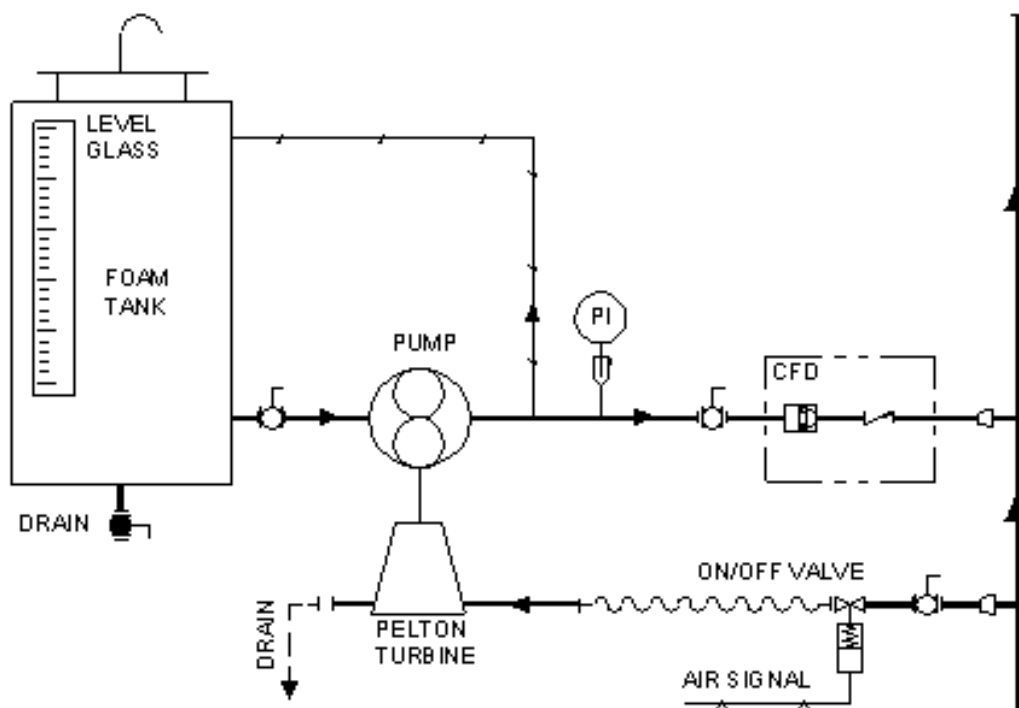 LEVEL
GLASS
FOAM
TANK
PUMP
PI
CFD
DRAIN
ON/OFF VALVE
DRAIN
PELTON
TURBINE
AIR SIGNAL